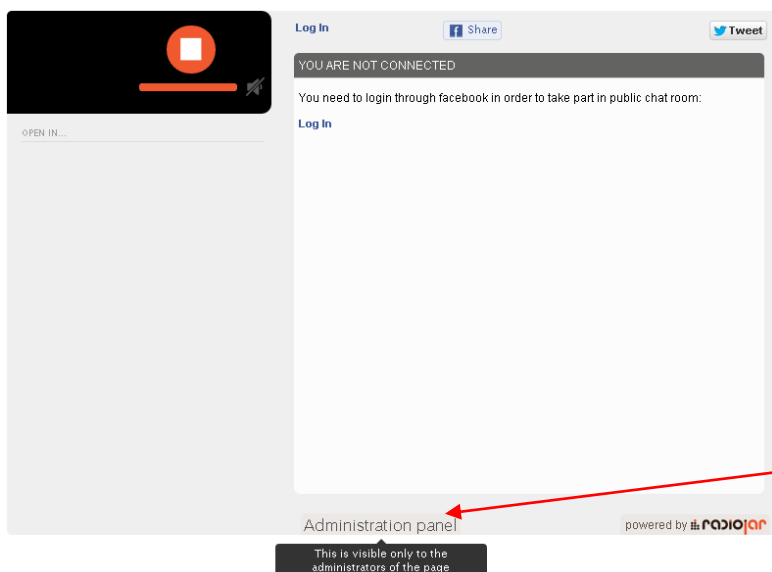 Log In
Share
Tweet
YOU ARE NOT CONNECTED
You need to login through facebook in order to take part in public chat room:
Log In
OPEN IN...
Administration panel
powered by radiojar
This is visible only to the
administrators of the page